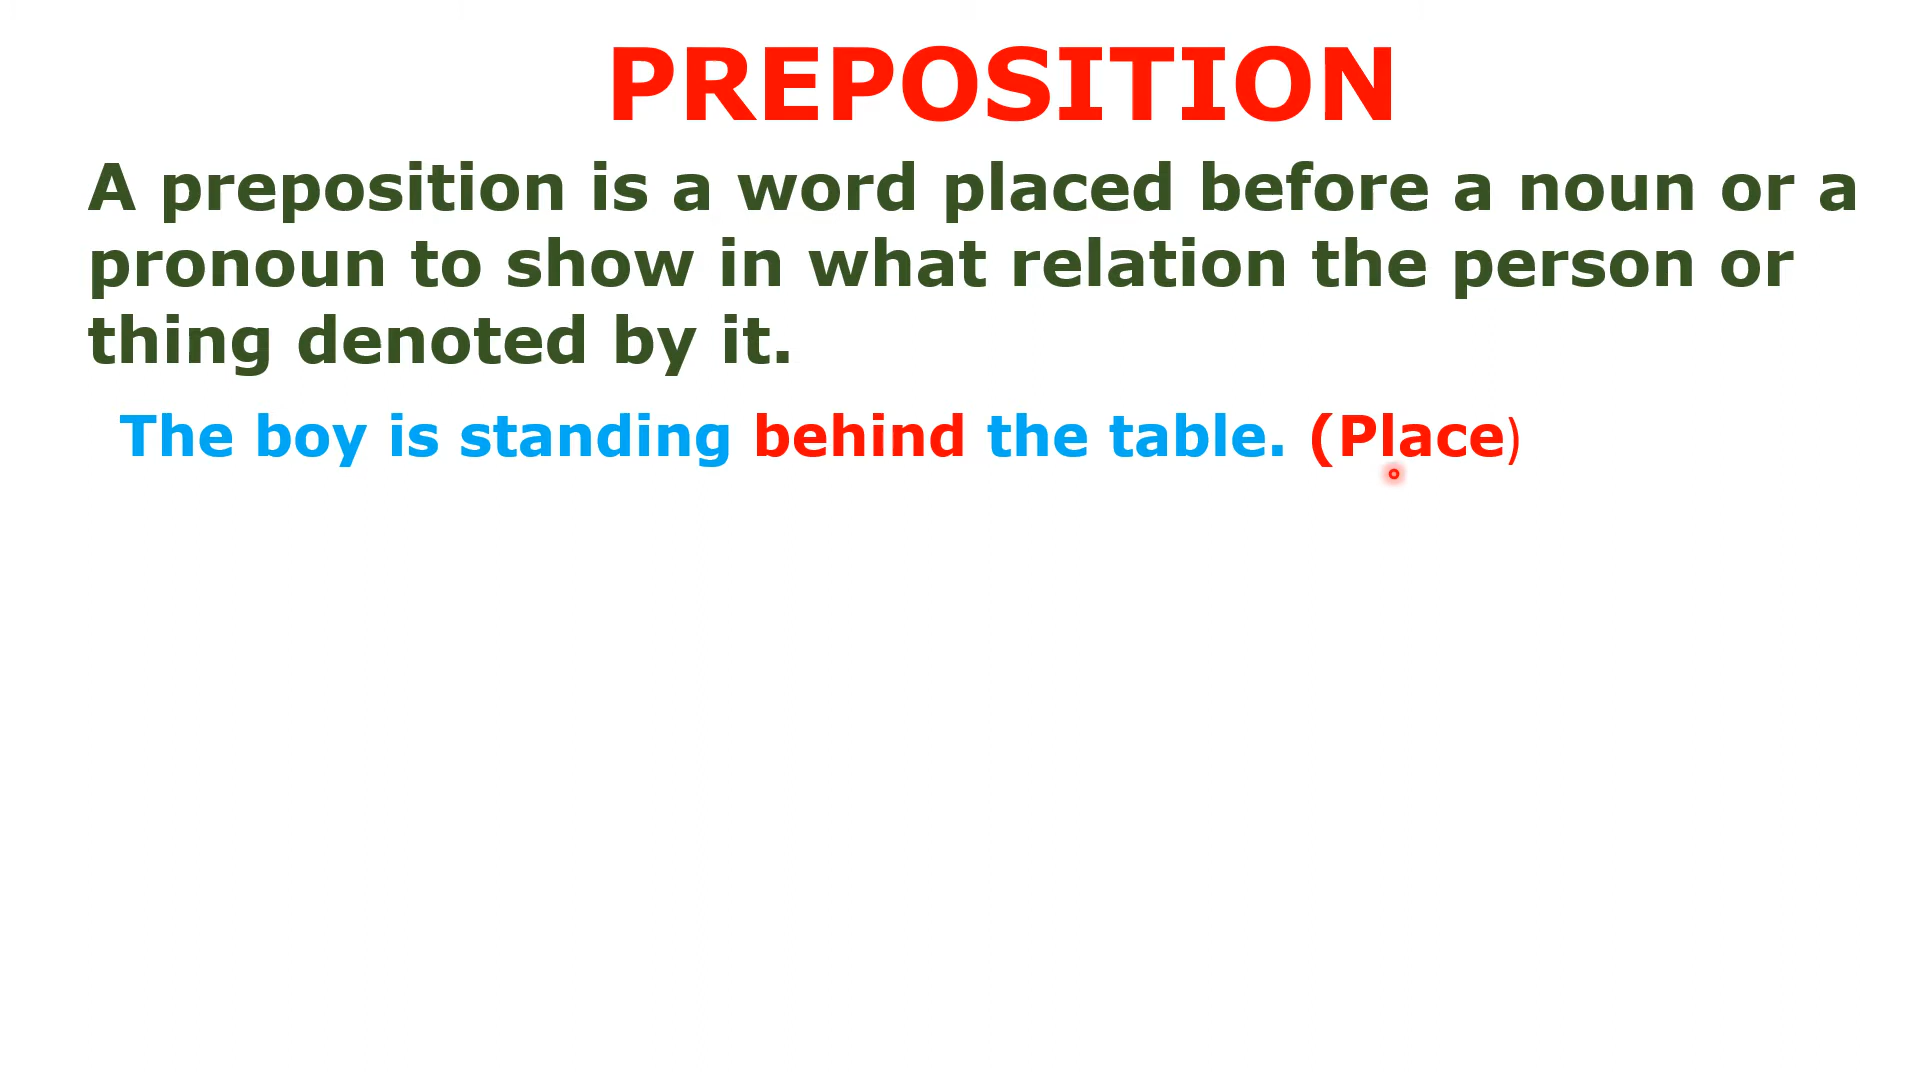 PREPOSITION
A preposition is a word placed before a noun or a
pronoun to show in what relation the person or
thing denoted by it.
The boy is standing behind the table. (Place)